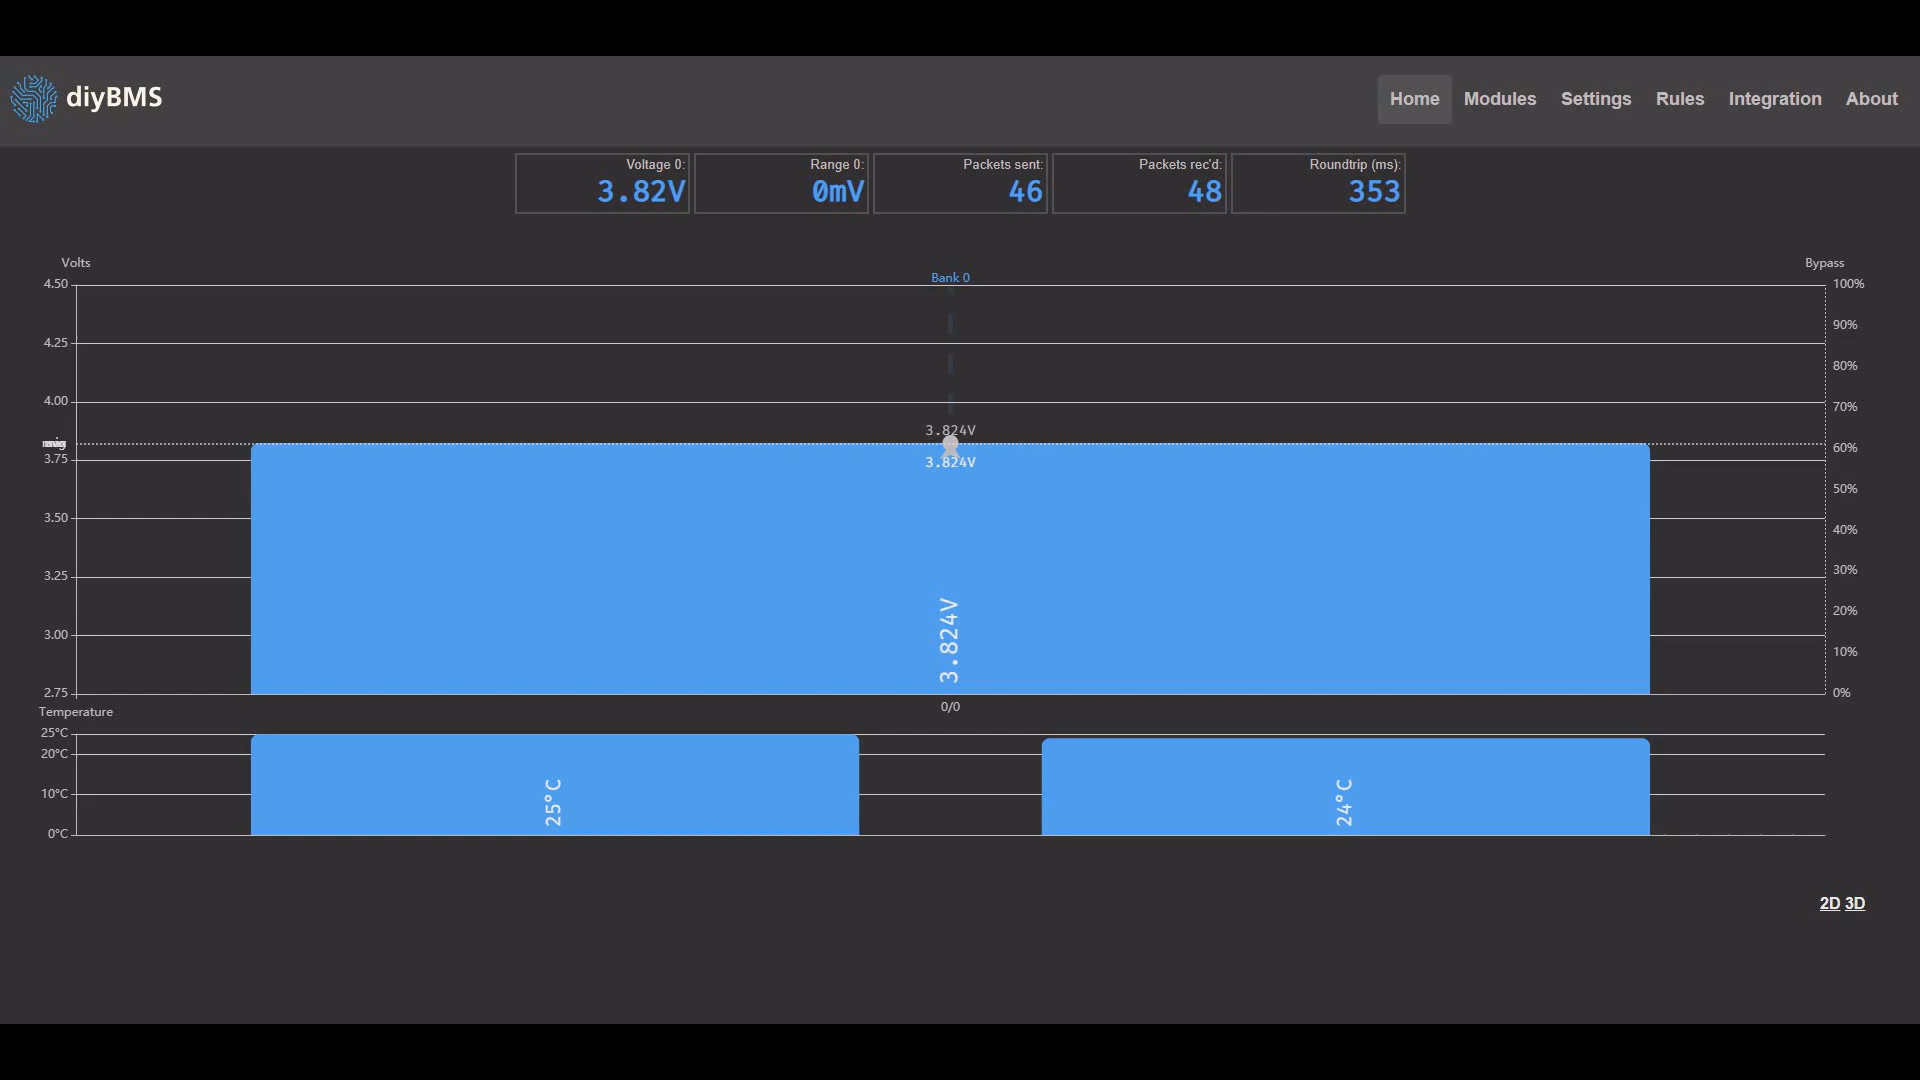 diyBMS
Home Modules Settings Rules Integration About
Voltage 0: Range 0: Packets sent: Packets rec'd: Roundtrip (ms):
3.82V 0mV 46 48 353
Volts Bypass
Bank 0
4.50 100%
90%
4.25
80%
4.00 70%
3.824V
60%
3.75 3.824V
50%
3.50
40%
3.25 30%
20%
3.00
3.824V
10%
2.75 0%
0/0
Temperature
25°C
20°C
10°C
25°C 24°C
0°C
2D 3D